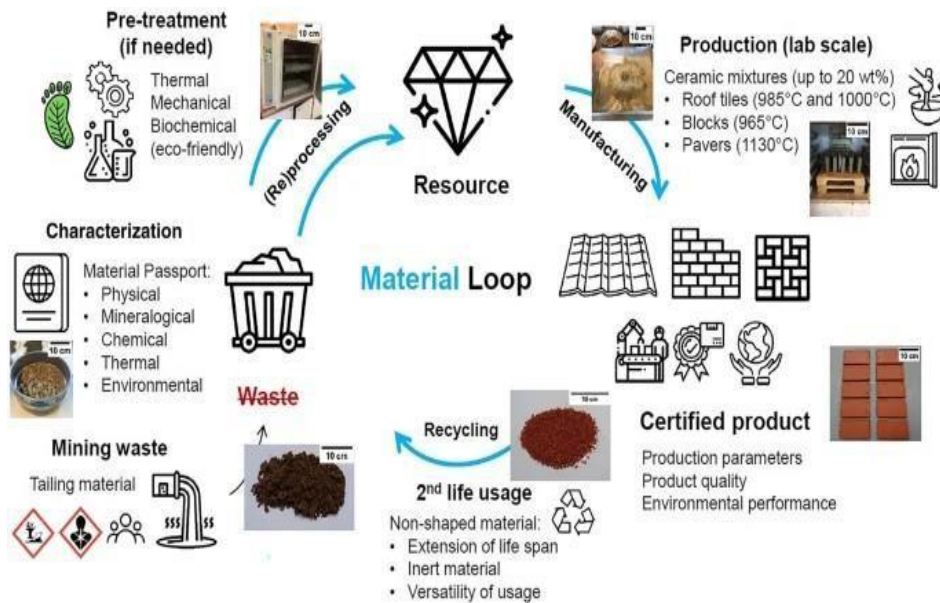 Pre-treatment
(if needed)
Thermal
Mechanical
Biochemical
(eco-friendly)
10 cm
(Re)processing
Resource
10 cm
Manufacturing
Production (lab scale)
Ceramic mixtures (up to 20 wt%)
• Roof tiles (985°C and 1000°C)
• Blocks (965°C)
• Pavers (1130°C)
10 cm
Characterization
Material Passport:
• Physical
• Mineralogical
• Chemical
• Thermal
• Environmental
10 cm
Material Loop
Waste
Mining waste
Tailing material
10 cm
Recycling
10 cm
2nd life usage
Non-shaped material:
• Extension of life span
• Inert material
• Versatility of usage
Certified product
Production parameters
Product quality
Environmental performance
10 cm